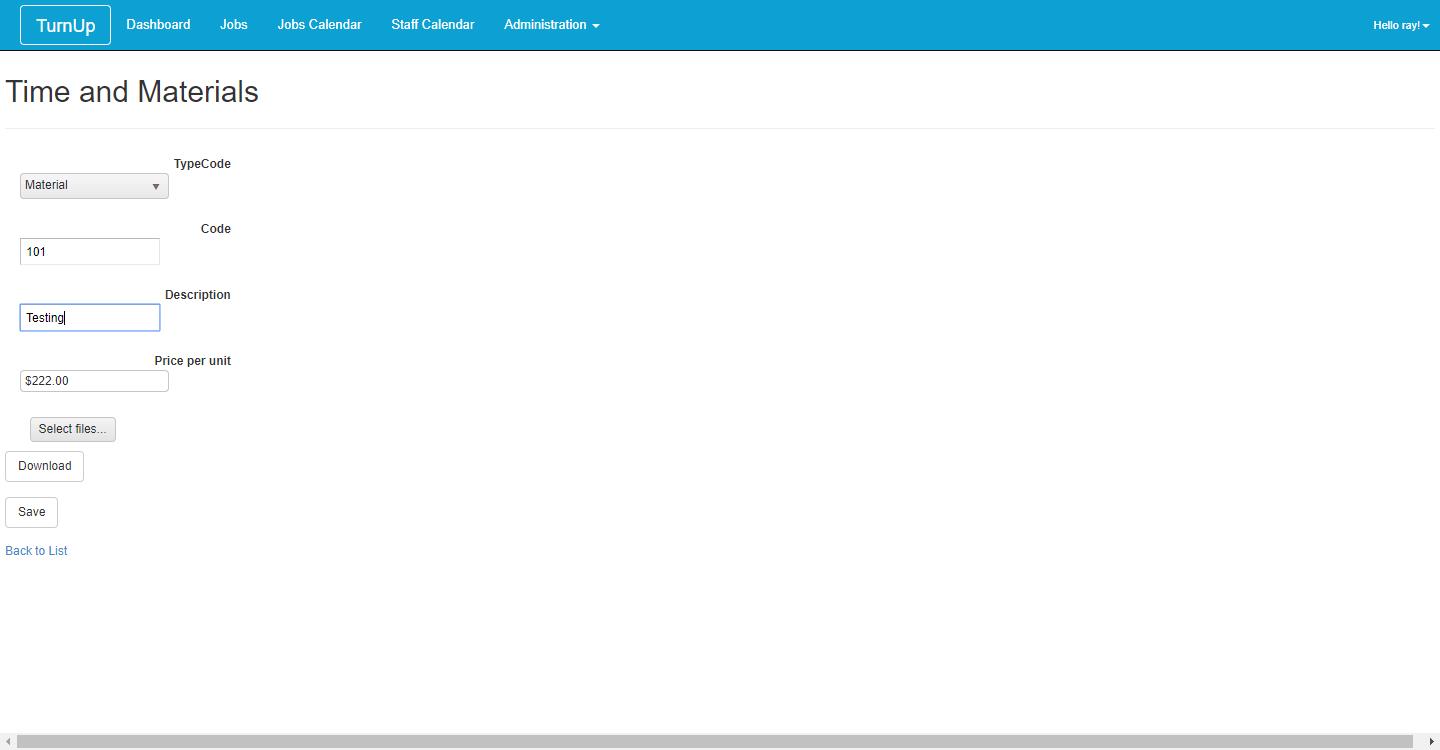 TurnUp Dashboard Jobs Jobs Calendar Staff Calendar Administration Hello ray!
Time and Materials
TypeCode
Material
Code
101
Description
Testing
Price per unit
$222.00
Select files...
Download
Save
Back to List